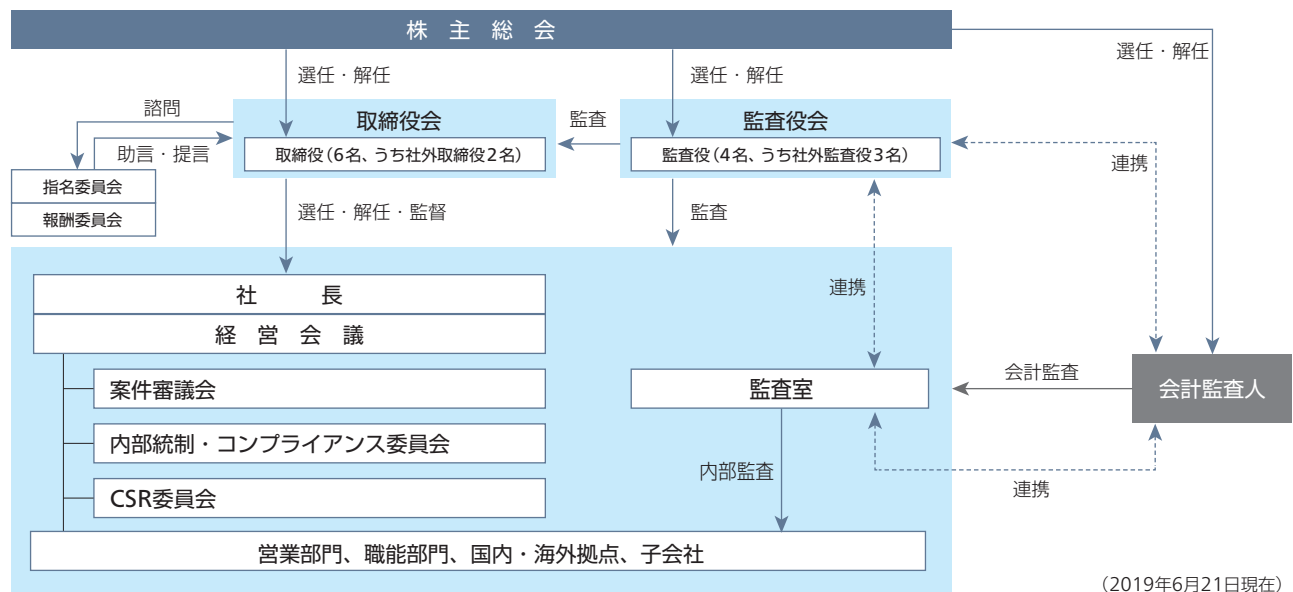 株主総会
選任・解任
選任・解任
選任・解任
諮問
取締役会
監査
監査役会
助言・提言
取締役（6名、うち社外取締役2名）
監査役（4名、うち社外監査役3名）
連携
指名委員会
報酬委員会
選任・解任・監督
監査
社長
連携
経営会議
案件審議会
監査室
会計監査
会計監査人
内部統制・コンプライアンス委員会
内部監査
連携
CSR委員会
営業部門、職能部門、国内・海外拠点、子会社
（2019年6月21日現在）